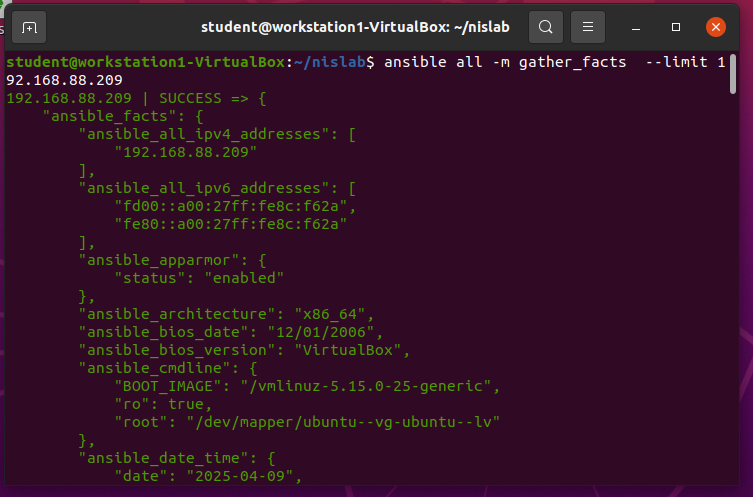 student@workstation1-VirtualBox: ~/nislab
student@workstation1-VirtualBox:~/nislab$ ansible all -m gather_facts  --limit 1
92.168.88.209
192.168.88.209 | SUCCESS => {
    "ansible_facts": {
        "ansible_all_ipv4_addresses": [
            "192.168.88.209"
        ],
        "ansible_all_ipv6_addresses": [
            "fd00::a00:27ff:fe8c:f62a",
            "fe80::a00:27ff:fe8c:f62a"
        ],
        "ansible_apparmor": {
            "status": "enabled"
        },
        "ansible_architecture": "x86_64",
        "ansible_bios_date": "12/01/2006",
        "ansible_bios_version": "VirtualBox",
        "ansible_cmdline": {
            "BOOT_IMAGE": "/vmlinuz-5.15.0-25-generic",
            "ro": true,
            "root": "/dev/mapper/ubuntu--vg-ubuntu--lv"
        },
        "ansible_date_time": {
            "date": "2025-04-09",